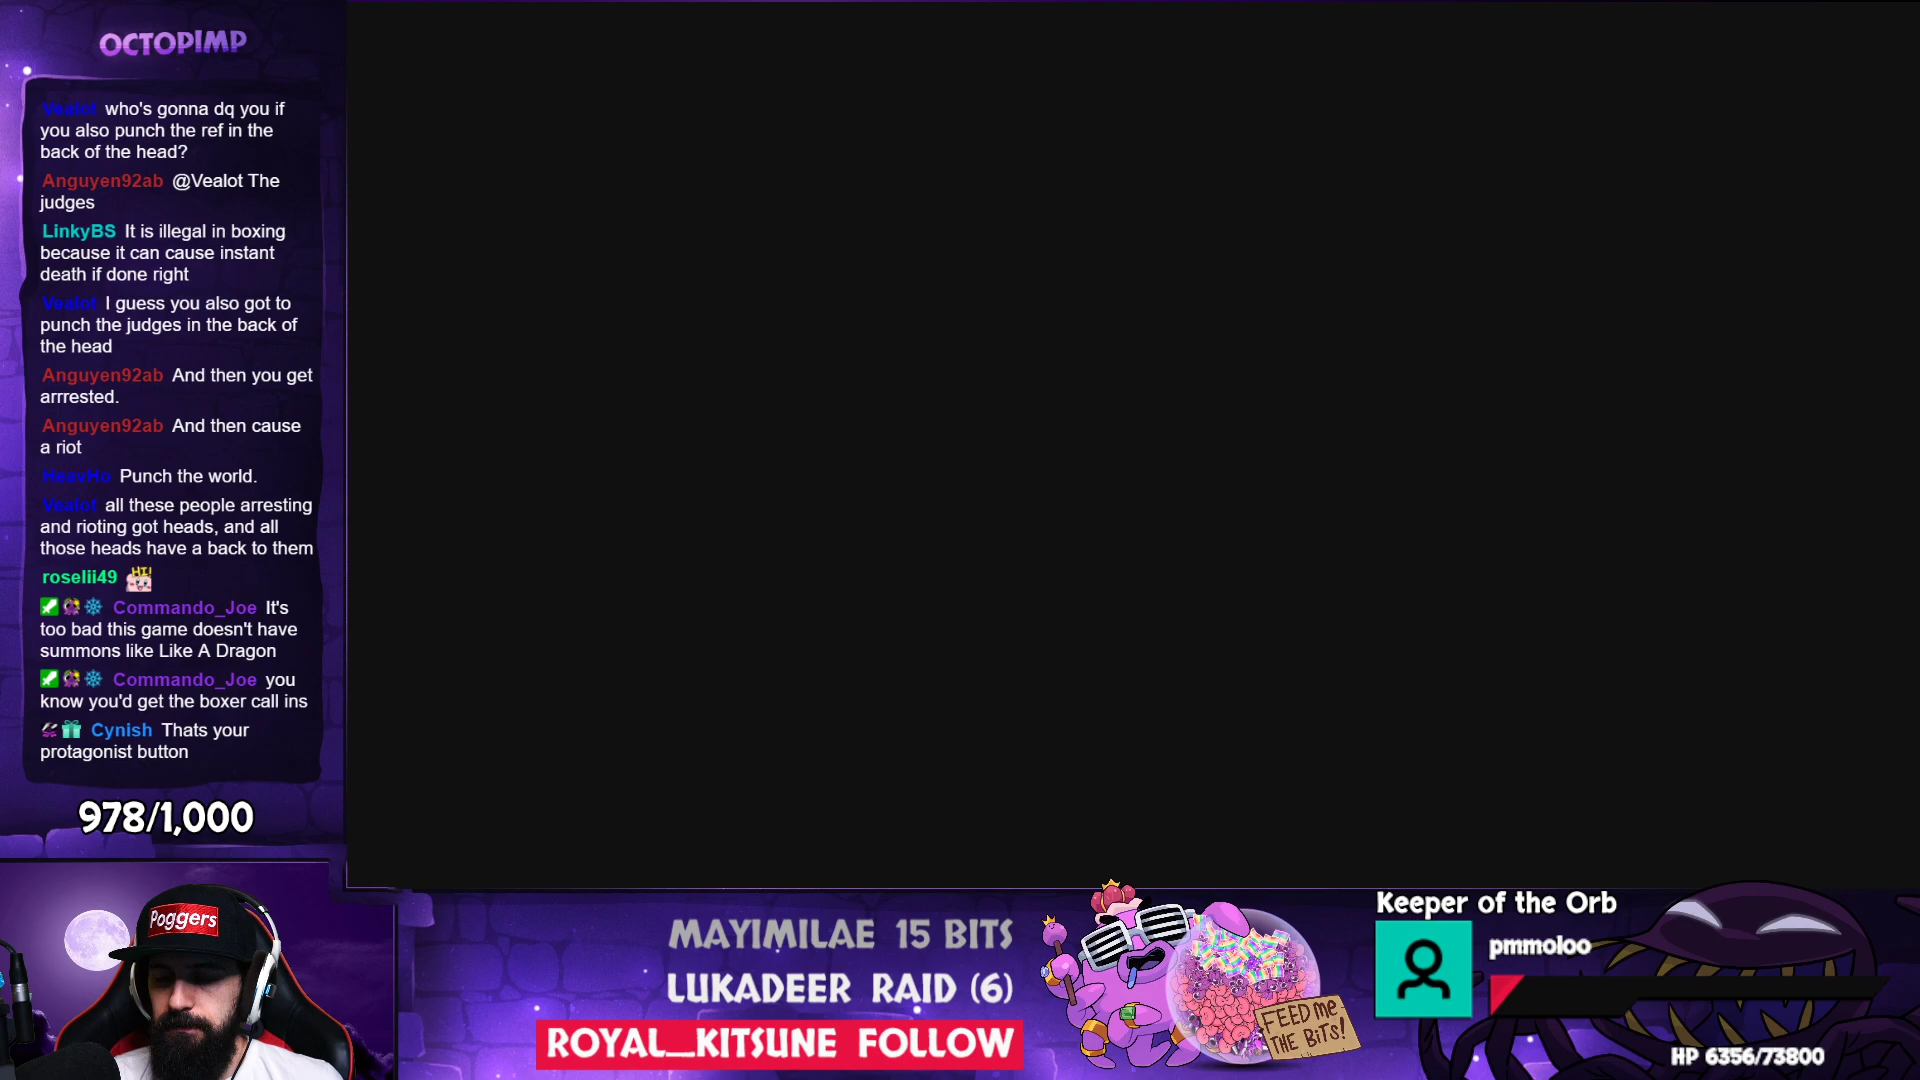 OCTOPIMP
Vealot who's gonna dq you if
you also punch the ref in the
back of the head?
Anguyen92ab @Vealot The
judges
LinkyBS It is illegal in boxing
because it can cause instant
death if done right
Vealot I guess you also got to
punch the judges in the back of
the head
Anguyen92ab And then you get
arrrested.
Anguyen92ab And then cause
a riot
HeavHo Punch the world.
Vealot all these people arresting
and rioting got heads, and all
those heads have a back to them
roselii49 HI!
Commando_Joe It's
too bad this game doesn't have
summons like Like A Dragon
Commando_Joe you
know you'd get the boxer call ins
Cynish Thats your
protagonist button
978/1,000
Poggers
MAYIMILAE 15 BITS
LUKADEER RAID (6)
ROYAL_KITSUNE FOLLOW
FEED ME
THE BITS!
Keeper of the Orb
pmmoloo
HP 6356/73800